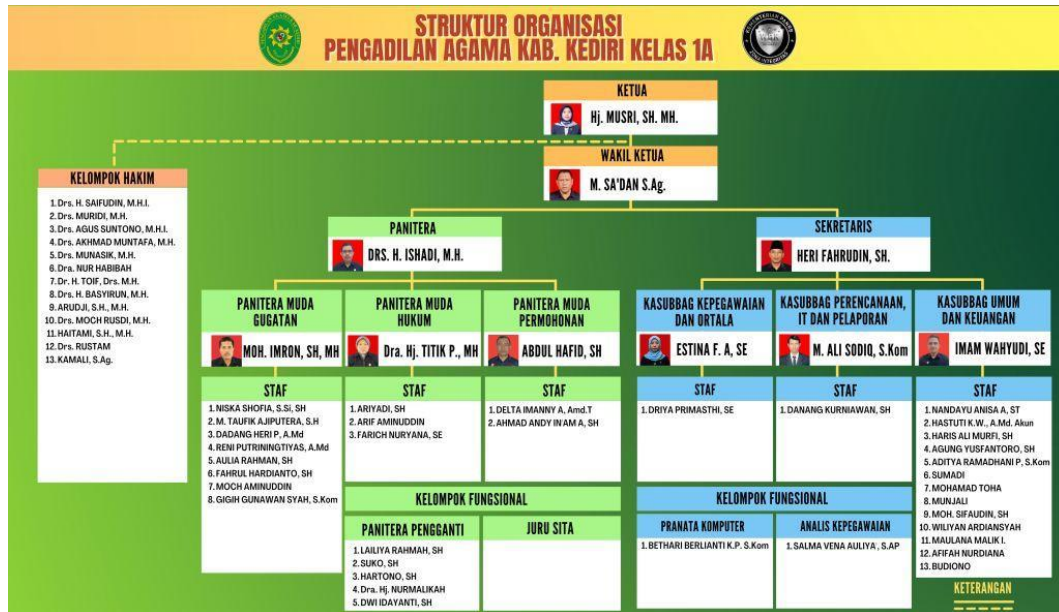 STRUKTUR ORGANISASI
PENGADILAN AGAMA KAB. KEDIRI KELAS 1A
KETUA
Hj. MUSRI, SH. MH.
WAKIL KETUA
M. SA'DAN S.Ag.
KELOMPOK HAKIM
1.Drs. H. SAIFUDIN, M.H.I.
2.Drs. MURIDI, M.H.
3.Drs. AGUS SUNTONO, M.H.I.
4.Drs. AKHMAD MUNTAFA, M.H.
5.Drs. MUNASIK, M.H.
6.Dra. NUR HABIBAH
7.Dr. H. TOIF, Drs. M.H.
8.Drs. H. BASYIRUN, M.H.
9.ARUDJI, S.H., M.H.
10.Drs. MOCH RUSDI, M.H.
11.HAITAMI, S.H., M.H.
12.Drs. RUSTAM
13.KAMALI, S.Ag.
PANITERA
DRS. H. ISHADI, M.H.
SEKRETARIS
HERI FAHRUDIN, SH.
PANITERA MUDA
GUGATAN
MOH. IMRON, SH, MH
PANITERA MUDA
HUKUM
Dra. Hj. TITIK P., MH
PANITERA MUDA
PERMOHONAN
ABDUL HAFID, SH
KASUBBAG KEPEGAWAIAN
DAN ORTALA
ESTINA F. A, SE
KASUBBAG PERENCANAAN,
IT DAN PELAPORAN
M. ALI SODIQ, S.Kom
KASUBBAG UMUM
DAN KEUANGAN
IMAM WAHYUDI, SE
STAF
1.NISKA SHOFIA, S.Si, SH
2.M. TAUFIK AJIPUTERA, S.H
3.DADANG HERI P, A.Md
4.RENI PUTRININGTIYAS, A.Md
5.AULIA RAHMAN, SH
6.FAHRUL HARDIANTO, SH
7.MOCH AMINUDDIN
8.GIGIH GUNAWAN SYAH, S.Kom
STAF
1.ARIYADI, SH
2.ARIF AMINUDDIN
3.FARICH NURYANA, SE
STAF
1.DELTA IMANNY A, Amd.T
2.AHMAD ANDY IN'AM A, SH
STAF
1.DRIYA PRIMASTHI, SE
STAF
1.DANANG KURNIAWAN, SH
STAF
1.NANDAYU ANISA A, ST
2.HASTUTI K.W., A.Md. Akun
3.HARIS ALI MURFI, SH
4.AGUNG YUSFANTORO, SH
5.ADITYA RAMADHANI P, S.Kom
6.SUMADI
7.MOHAMAD TOHA
8.MUNJALI
9.MOH. SIFAUDIN, SH
10.WILIYAN ARDIANSYAH
11.MAULANA MALIK I.
12.AFIFAH NURDIANA
13.BUDIONO
KELOMPOK FUNGSIONAL
PANITERA PENGGANTI
1.LAILIYA RAHMAH, SH
2.SUKO, SH
3.HARTONO, SH
4.Dra. Hj. NURMALIKAH
5.DWI IDAYANTI, SH
JURU SITA
KELOMPOK FUNGSIONAL
PRANATA KOMPUTER
1.BETHARI BERLIANTI K.P. S.Kom
ANALIS KEPEGAWAIAN
1.SALMA VENA AULIYA', S.AP
KETERANGAN